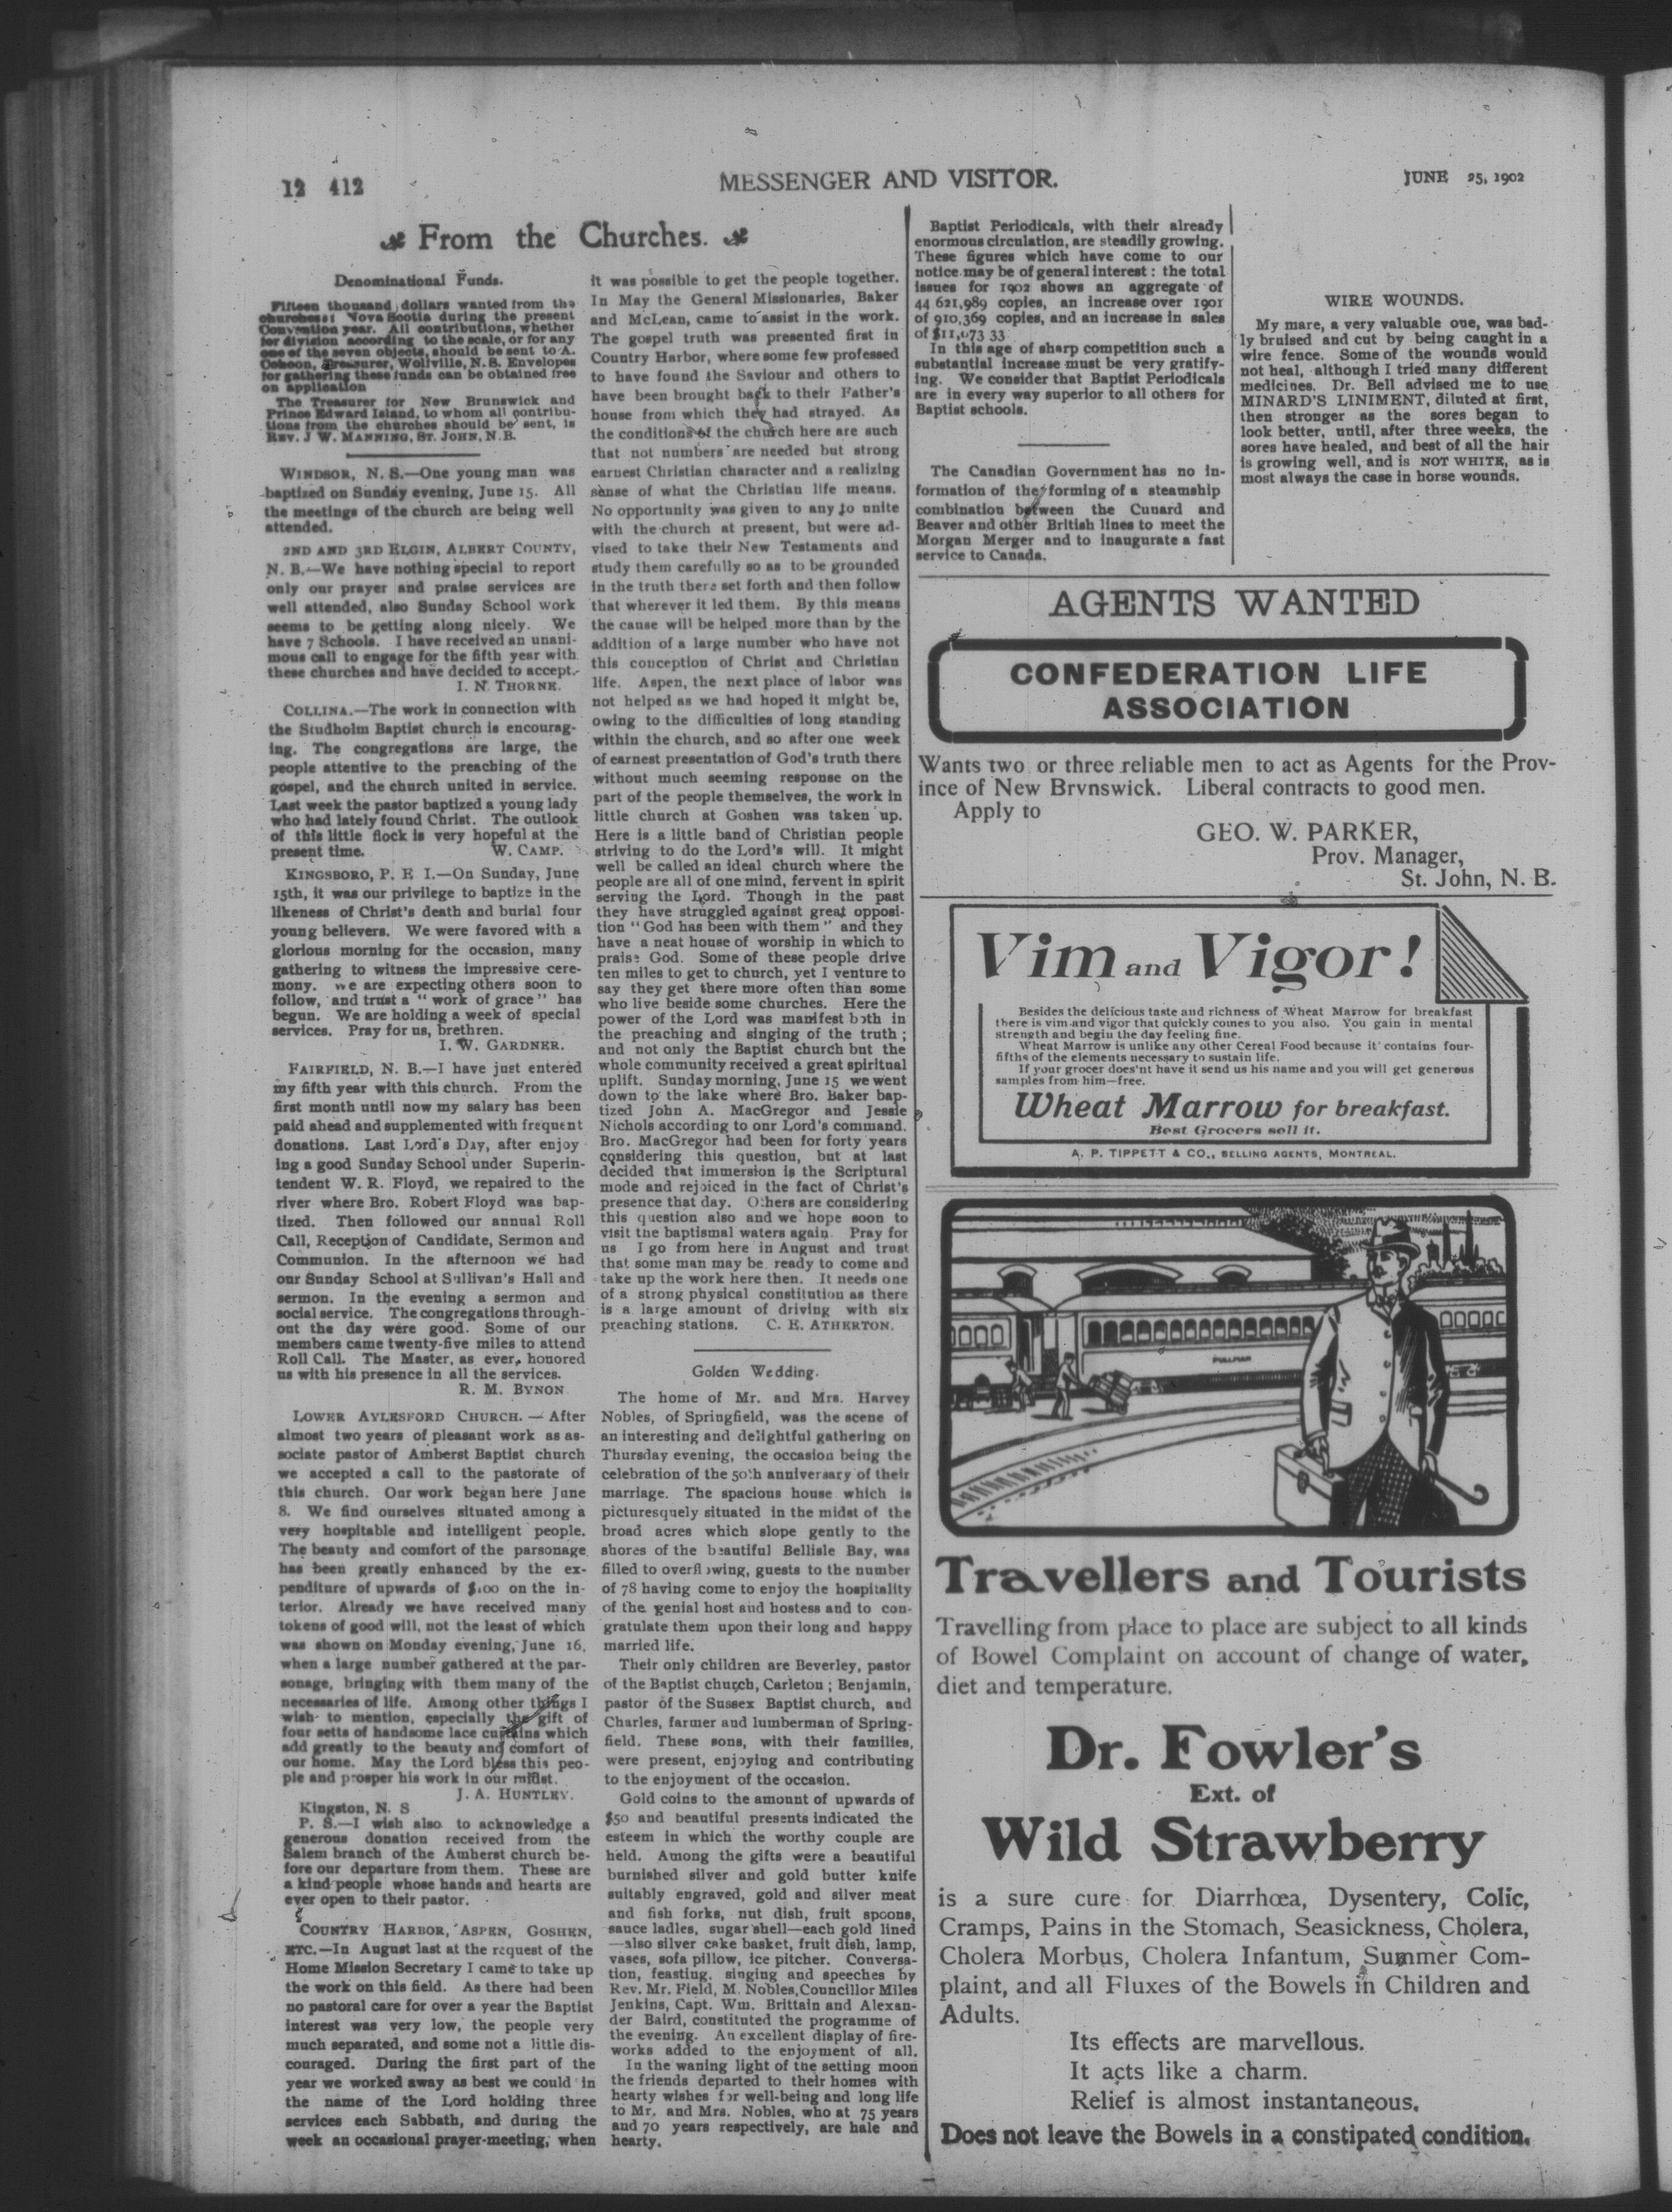 12 412
MESSENGER AND VISITOR.
JUNE 25, 1902
From the Churches.
Denominational Funds.
Fifteen thousand dollars wanted from the
churches of Nova Scotia during the present
Convention year. All contributions, whether
for division according to the scale, or for any
one of the seven objects, should be sent to A.
Cohoon, Treasurer, Wolfville, N. S. Envelopes
for gathering these funds can be obtained free
on application
The Treasurer for New Brunswick and
Prince Edward Island, to whom all contribu-
tions from the churches should be sent, is
REV. J W. MANNING, ST. JOHN, N. B.
WINDSOR, N. S.—One young man was
baptized on Sunday evening, June 15. All
the meetings of the church are being well
attended.
2ND AND 3RD ELGIN, ALBERT COUNTY,
N. B.—We have nothing special to report
only our prayer and praise services are
well attended, also Sunday School work
seems to be getting along nicely. We
have 7 Schools. I have received an unani-
mous call to engage for the fifth year with
these churches and have decided to accept.
I. N. THORNE.
COLLINA.—The work in connection with
the Studholm Baptist church is encourag-
ing. The congregations are large, the
people attentive to the preaching of the
gospel, and the church united in service.
Last week the pastor baptized a young lady
who had lately found Christ. The outlook
of this little flock is very hopeful at the
present time. W. CAMP.
KINGSBORO, P. E I.—On Sunday, June
15th, it was our privilege to baptize in the
likeness of Christ's death and burial four
young believers. We were favored with a
glorious morning for the occasion, many
gathering to witness the impressive cere-
mony. We are expecting others soon to
follow, and trust a "work of grace" has
begun. We are holding a week of special
services. Pray for us, brethren.
I. W. GARDNER.
FAIRFIELD, N. B.—I have just entered
my fifth year with this church. From the
first month until now my salary has been
paid ahead and supplemented with frequent
donations. Last Lord's Day, after enjoy
ing a good Sunday School under Superin-
tendent W. R. Floyd, we repaired to the
river where Bro. Robert Floyd was bap-
tized. Then followed our annual Roll
Call, Reception of Candidate, Sermon and
Communion. In the afternoon we had
our Sunday School at Sullivan's Hall and
sermon. In the evening a sermon and
social service. The congregations through-
out the day were good. Some of our
members came twenty-five miles to attend
Roll Call. The Master, as ever, honored
us with his presence in all the services.
R. M. BYNON
LOWER AYLESFORD CHURCH. — After
almost two years of pleasant work as as-
sociate pastor of Amherst Baptist church
we accepted a call to the pastorate of
this church. Our work began here June
8. We find ourselves situated among a
very hospitable and intelligent people.
The beauty and comfort of the parsonage
has been greatly enhanced by the ex-
penditure of upwards of $100 on the in-
terior. Already we have received many
tokens of good will, not the least of which
was shown on Monday evening, June 16,
when a large number gathered at the par-
sonage, bringing with them many of the
necessaries of life. Among other things I
wish to mention, especially the gift of
four setts of handsome lace curtains which
add greatly to the beauty and comfort of
our home. May the Lord bless this peo-
ple and prosper his work in our midst.
J. A. HUNTLEY.
Kingston, N. S
P. S.—I wish also to acknowledge a
generous donation received from the
Salem branch of the Amherst church be-
fore our departure from them. These are
a kind people whose hands and hearts are
ever open to their pastor.
COUNTRY HARBOR, ASPEN, GOSHEN,
ETC.—In August last at the request of the
Home Mission Secretary I came to take up
the work on this field. As there had been
no pastoral care for over a year the Baptist
interest was very low, the people very
much separated, and some not a little dis-
couraged. During the first part of the
year we worked away as best we could in
the name of the Lord holding three
services each Sabbath, and during the
week an occasional prayer-meeting, when
it was possible to get the people together.
In May the General Missionaries, Baker
and McLean, came to assist in the work.
The gospel truth was presented first in
Country Harbor, where some few professed
to have found the Saviour and others to
have been brought back to their Father's
house from which they had strayed. As
the conditions of the church here are such
that not numbers are needed but strong
earnest Christian character and a realizing
sense of what the Christian life means.
No opportunity was given to any to unite
with the church at present, but were ad-
vised to take their New Testaments and
study them carefully so as to be grounded
in the truth there set forth and then follow
that wherever it led them. By this means
the cause will be helped more than by the
addition of a large number who have not
this conception of Christ and Christian
life. Aspen, the next place of labor was
not helped as we had hoped it might be,
owing to the difficulties of long standing
within the church, and so after one week
of earnest presentation of God's truth there
without much seeming response on the
part of the people themselves, the work in
little church at Goshen was taken up.
Here is a little band of Christian people
striving to do the Lord's will. It might
well be called an ideal church where the
people are all of one mind, fervent in spirit
serving the Lord. Though in the past
they have struggled against great opposi-
tion "God has been with them" and they
have a neat house of worship in which to
praise God. Some of these people drive
ten miles to get to church, yet I venture to
say they get there more often than some
who live beside some churches. Here the
power of the Lord was manifest both in
the preaching and singing of the truth;
and not only the Baptist church but the
whole community received a great spiritual
uplift. Sunday morning, June 15 we went
down to the lake where Bro. Baker bap-
tized John A. MacGregor and Jessie
Nichols according to onr Lord's command.
Bro. MacGregor had been for forty years
considering this question, but at last
decided that immersion is the Scriptural
mode and rejoiced in the fact of Christ's
presence that day. Others are considering
this question also and we hope soon to
visit the baptismal waters again. Pray for
us I go from here in August and trust
that some man may be ready to come and
take up the work here then. It needs one
of a strong physical constitution as there
is a large amount of driving with six
preaching stations. C. E. ATHERTON.
Golden Wedding.
The home of Mr. and Mrs. Harvey
Nobles, of Springfield, was the scene of
an interesting and delightful gathering on
Thursday evening, the occasion being the
celebration of the 50th anniversary of their
marriage. The spacious house which is
picturesquely situated in the midst of the
broad acres which slope gently to the
shores of the beautiful Bellisle Bay, was
filled to overflowing, guests to the number
of 78 having come to enjoy the hospitality
of the genial host and hostess and to con-
gratulate them upon their long and happy
married life.
Their only children are Beverley, pastor
of the Baptist church, Carleton; Benjamin,
pastor of the Sussex Baptist church, and
Charles, farmer and lumberman of Spring-
field. These sons, with their families,
were present, enjoying and contributing
to the enjoyment of the occasion.
Gold coins to the amount of upwards of
$50 and beautiful presents indicated the
esteem in which the worthy couple are
held. Among the gifts were a beautiful
burnished silver and gold butter knife
suitably engraved, gold and silver meat
and fish forks, nut dish, fruit spoons,
sauce ladles, sugar shell—each gold lined
—also silver cake basket, fruit dish, lamp,
vases, sofa pillow, ice pitcher. Conversa-
tion, feasting, singing and speeches by
Rev. Mr. Field, M. Nobles, Councillor Miles
Jenkins, Capt. Wm. Brittain and Alexan-
der Baird, constituted the programme of
the evening. An excellent display of fire-
works added to the enjoyment of all.
In the waning light of the setting moon
the friends departed to their homes with
hearty wishes for well-being and long life
to Mr. and Mrs. Nobles, who at 75 years
and 70 years respectively, are hale and
hearty.
Baptist Periodicals, with their already
enormous circulation, are steadily growing.
These figures which have come to our
notice may be of general interest: the total
issues for 1902 shows an aggregate of
44 621,989 copies, an increase over 1901
of 910,369 copies, and an increase in sales
of $11,073 33
In this age of sharp competition such a
substantial increase must be very gratify-
ing. We consider that Baptist Periodicals
are in every way superior to all others for
Baptist schools.
The Canadian Government has no in-
formation of the forming of a steamship
combination between the Cunard and
Beaver and other British lines to meet the
Morgan Merger and to inaugurate a fast
service to Canada.
WIRE WOUNDS.
My mare, a very valuable one, was bad-
ly bruised and cut by being caught in a
wire fence. Some of the wounds would
not heal, although I tried many different
medicines. Dr. Bell advised me to use
MINARD'S LINIMENT, diluted at first,
then stronger as the sores began to
look better, until, after three weeks, the
sores have healed, and best of all the hair
is growing well, and is NOT WHITE, as is
most always the case in horse wounds.
AGENTS WANTED
CONFEDERATION LIFE
ASSOCIATION
Wants two or three reliable men to act as Agents for the Prov-
ince of New Brvnswick. Liberal contracts to good men.
Apply to
GEO. W. PARKER,
Prov. Manager,
St. John, N. B.
Vim and Vigor!
Besides the delicious taste and richness of Wheat Marrow for breakfast
there is vim and vigor that quickly comes to you also. You gain in mental
strength and begin the day feeling fine.
Wheat Marrow is unlike any other Cereal Food because it contains four-
fifths of the elements necessary to sustain life.
If your grocer does'nt have it send us his name and you will get generous
samples from him—free.
Wheat Marrow for breakfast.
Best Grocers sell it.
A. P. TIPPETT & CO., SELLING AGENTS, MONTREAL.
PULLMAN
Travellers and Tourists
Travelling from place to place are subject to all kinds
of Bowel Complaint on account of change of water,
diet and temperature.
Dr. Fowler's
Ext. of
Wild Strawberry
is a sure cure for Diarrhœa, Dysentery, Colic,
Cramps, Pains in the Stomach, Seasickness, Cholera,
Cholera Morbus, Cholera Infantum, Summer Com-
plaint, and all Fluxes of the Bowels in Children and
Adults.
Its effects are marvellous.
It acts like a charm.
Relief is almost instantaneous.
Does not leave the Bowels in a constipated condition.